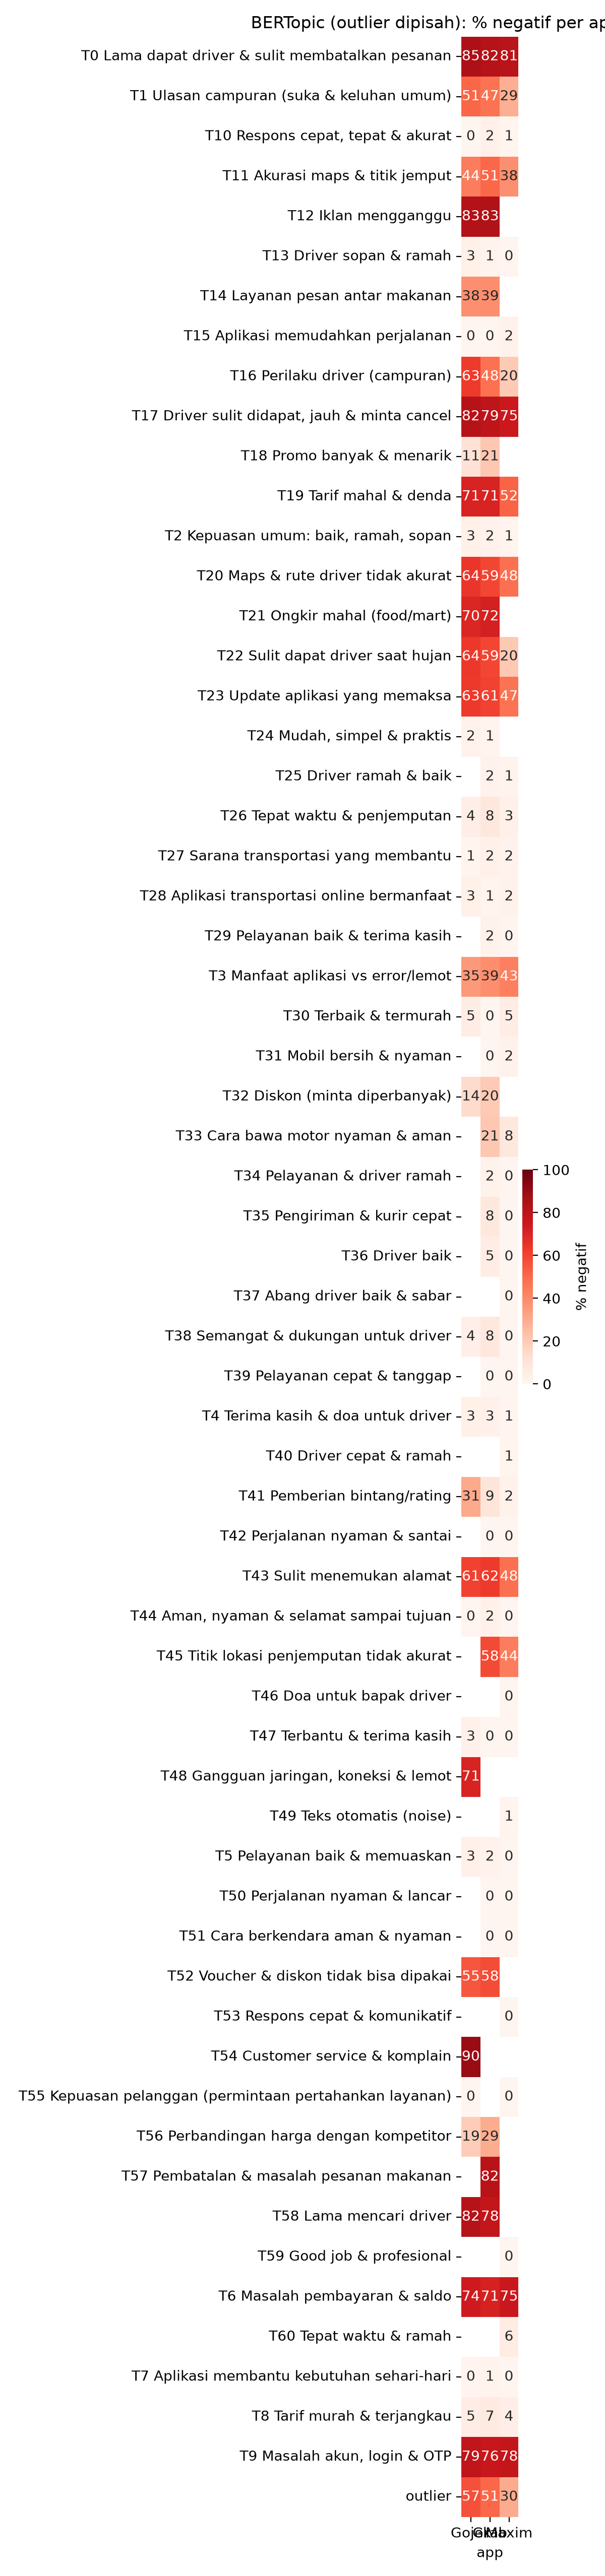 BERTopic (outlier dipisah): % negatif per ap
T0 Lama dapat driver & sulit membatalkan pesanan 85 82 81
T1 Ulasan campuran (suka & keluhan umum) 51 47 29
T10 Respons cepat, tepat & akurat 0 2 1
T11 Akurasi maps & titik jemput 44 51 38
T12 Iklan mengganggu 83 83
T13 Driver sopan & ramah 3 1 0
T14 Layanan pesan antar makanan 38 39
T15 Aplikasi memudahkan perjalanan 0 0 2
T16 Perilaku driver (campuran) 63 48 20
T17 Driver sulit didapat, jauh & minta cancel 82 79 75
T18 Promo banyak & menarik 11 21
T19 Tarif mahal & denda 71 71 52
T2 Kepuasan umum: baik, ramah, sopan 3 2 1
T20 Maps & rute driver tidak akurat 64 59 48
T21 Ongkir mahal (food/mart) 70 72
T22 Sulit dapat driver saat hujan 64 59 20
T23 Update aplikasi yang memaksa 63 61 47
T24 Mudah, simpel & praktis 2 1
T25 Driver ramah & baik 2 1
T26 Tepat waktu & penjemputan 4 8 3
T27 Sarana transportasi yang membantu 1 2 2
T28 Aplikasi transportasi online bermanfaat 3 1 2
T29 Pelayanan baik & terima kasih 2 0
T3 Manfaat aplikasi vs error/lemot 35 39 43
T30 Terbaik & termurah 5 0 5
T31 Mobil bersih & nyaman 0 2
T32 Diskon (minta diperbanyak) 14 20
T33 Cara bawa motor nyaman & aman 21 8
T34 Pelayanan & driver ramah 2 0
T35 Pengiriman & kurir cepat 8 0
T36 Driver baik 5 0
T37 Abang driver baik & sabar 0
T38 Semangat & dukungan untuk driver 4 8 0
T39 Pelayanan cepat & tanggap 0 0
T4 Terima kasih & doa untuk driver 3 3 1
T40 Driver cepat & ramah 1
T41 Pemberian bintang/rating 31 9 2
T42 Perjalanan nyaman & santai 0 0
T43 Sulit menemukan alamat 61 62 48
T44 Aman, nyaman & selamat sampai tujuan 0 2 0
T45 Titik lokasi penjemputan tidak akurat 58 44
T46 Doa untuk bapak driver 0
T47 Terbantu & terima kasih 3 0 0
T48 Gangguan jaringan, koneksi & lemot 71
T49 Teks otomatis (noise) 1
T5 Pelayanan baik & memuaskan 3 2 0
T50 Perjalanan nyaman & lancar 0 0
T51 Cara berkendara aman & nyaman 0 0
T52 Voucher & diskon tidak bisa dipakai 55 58
T53 Respons cepat & komunikatif 0
T54 Customer service & komplain 90
T55 Kepuasan pelanggan (permintaan pertahankan layanan) 0 0
T56 Perbandingan harga dengan kompetitor 19 29
T57 Pembatalan & masalah pesanan makanan 82
T58 Lama mencari driver 82 78
T59 Good job & profesional 0
T6 Masalah pembayaran & saldo 74 71 75
T60 Tepat waktu & ramah 6
T7 Aplikasi membantu kebutuhan sehari-hari 0 1 0
T8 Tarif murah & terjangkau 5 7 4
T9 Masalah akun, login & OTP 79 76 78
outlier 57 51 30
Gojek Grab Maxim
app
100
80
60
40
20
0
% negatif